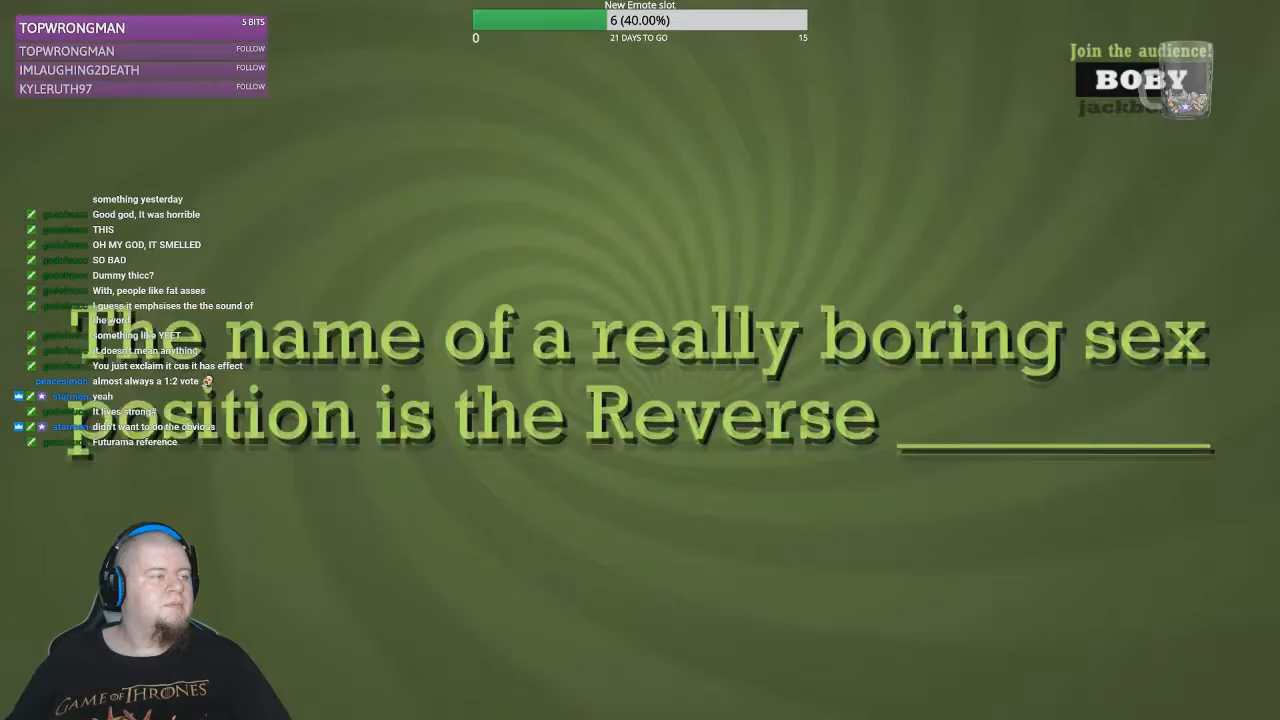 New Emote slot
6 (40.00%)
0 21 DAYS TO GO 15
TOPWRONGMAN 5 BITS
TOPWRONGMAN FOLLOW
IMLAUGHING2DEATH FOLLOW
KYLERUTH97 FOLLOW
Join the audience!
BOBY
something yesterday
Good god, It was horrible
THIS
OH MY GOD, IT SMELLED
SO BAD
Dummy thicc?
With, people like fat asses
I guess it emphsises the the sound of
the word
something like YEET
It doesnt mean anything
You just exclaim it cus it has effect
peacesimon almost always a 1:2 vote
starmon yeah
It lives strong#
starmon didn't want to do the obvious
Futurama reference
The name of a really boring sex
position is the Reverse
GAME OF THRONES